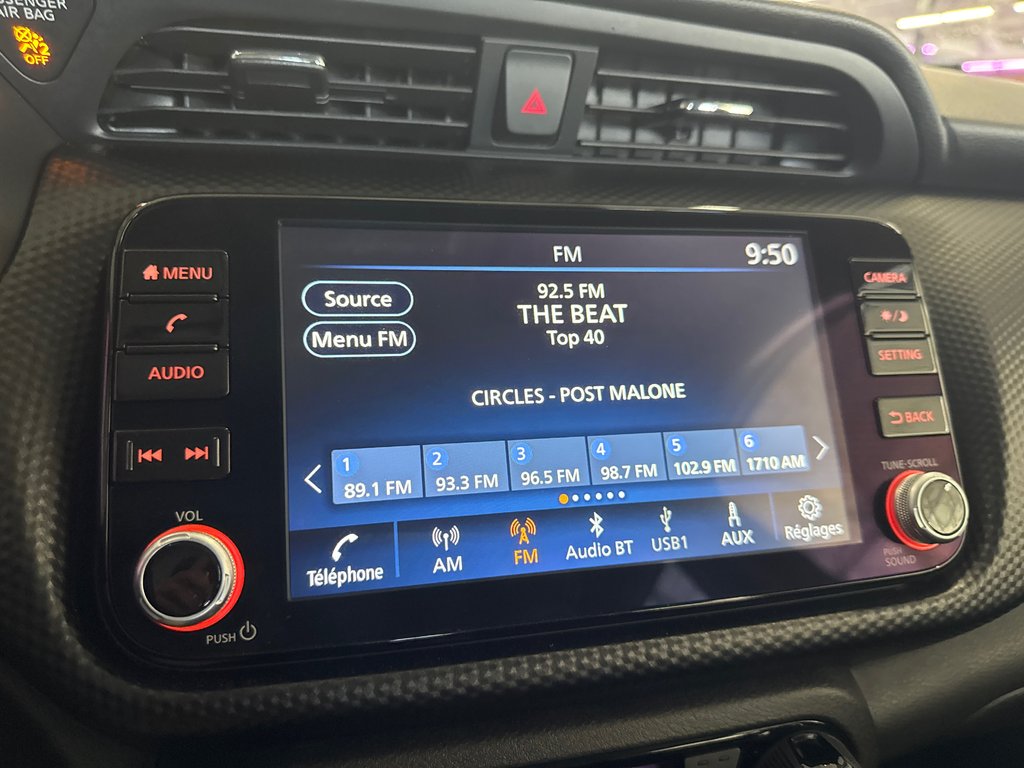 PASSENGER
AIR BAG
2
OFF
MENU
AUDIO
VOL
PUSH
FM
9:50
Source
Menu FM
92.5 FM
THE BEAT
Top 40
CIRCLES - POST MALONE
1
89.1 FM
2
93.3 FM
3
96.5 FM
4
98.7 FM
5
102.9 FM
6
1710 AM
Téléphone
AM
FM
Audio BT
USB1
AUX
Réglages
CAMERA
SETTING
BACK
TUNE-SCROLL
PUSH
SOUND